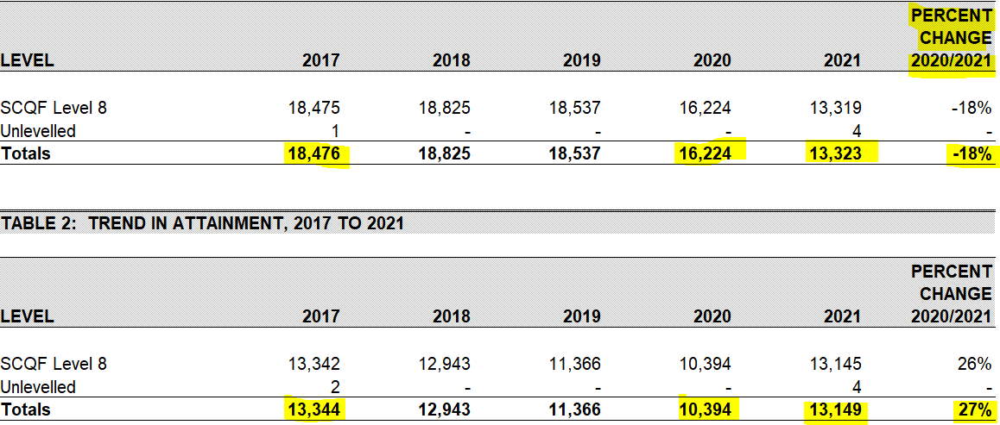 PERCENT
CHANGE
LEVEL 2017 2018 2019 2020 2021 2020/2021
SCQF Level 8 18,475 18,825 18,537 16,224 13,319 -18%
Unlevelled 1 - - - 4 -
Totals 18,476 18,825 18,537 16,224 13,323 -18%
TABLE 2: TREND IN ATTAINMENT, 2017 TO 2021
PERCENT
CHANGE
LEVEL 2017 2018 2019 2020 2021 2020/2021
SCQF Level 8 13,342 12,943 11,366 10,394 13,145 26%
Unlevelled 2 - - - 4 -
Totals 13,344 12,943 11,366 10,394 13,149 27%